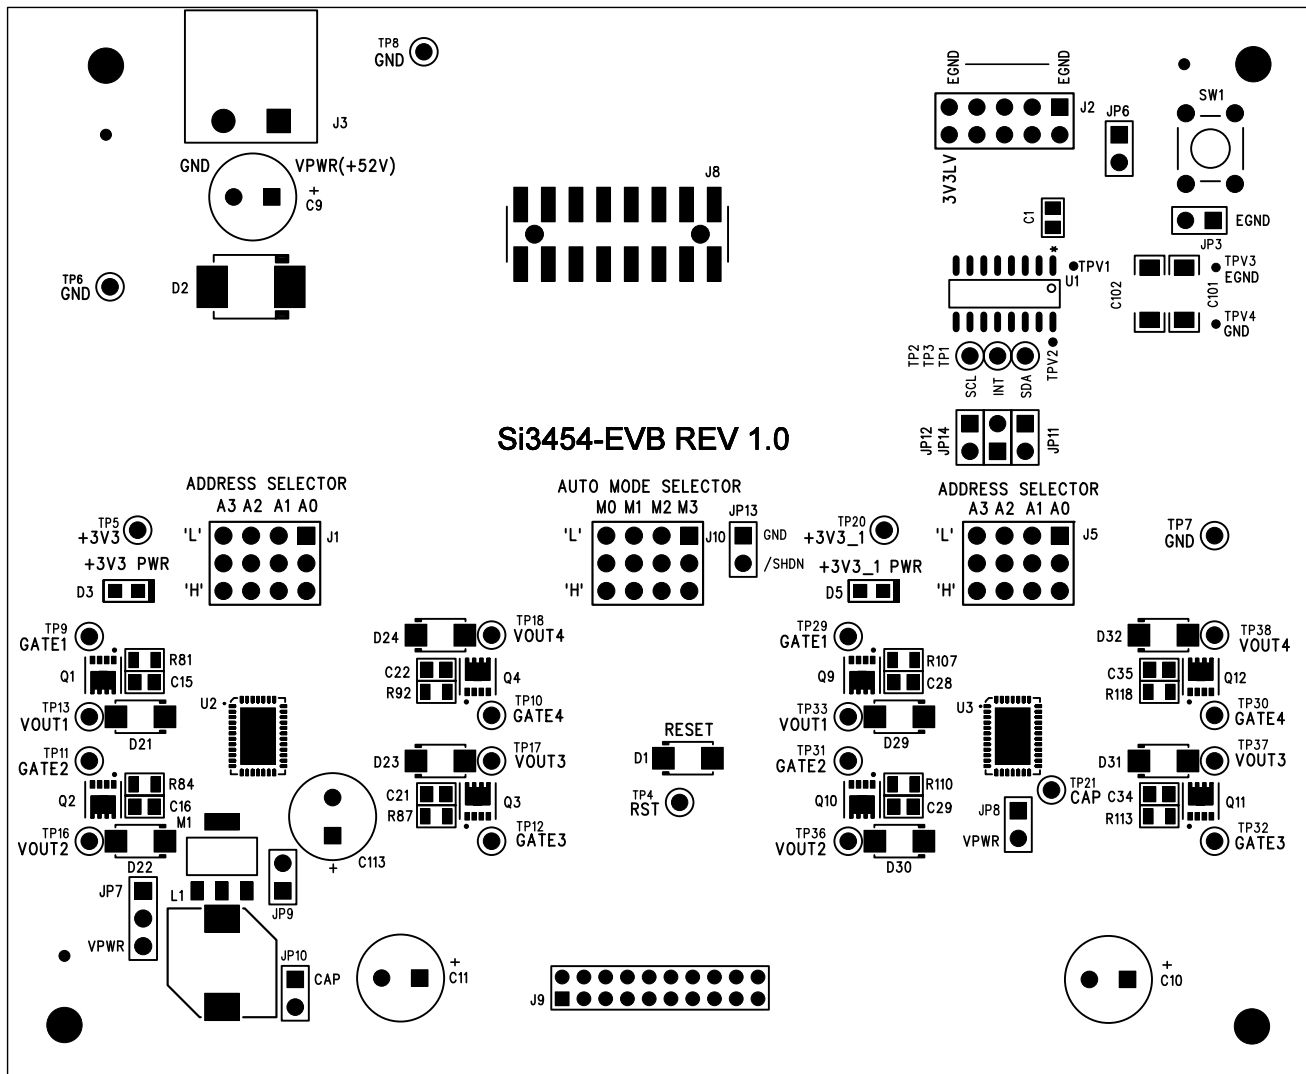 TP8
GND
EGND
EGND
SW1
J3
J2
JP6
GND
VPWR(+52V)
+
C9
J8
3V3LV
C1
EGND
JP3
*
TPV1
U1
TP6
GND
D2
C102
C101
TPV3
EGND
TPV4
GND
TP2
TP3
TP1
TPV2
SCL
INT
SDA
Si3454-EVB REV 1.0
JP12
JP14
JP11
ADDRESS SELECTOR
A3 A2 A1 A0
AUTO MODE SELECTOR
M0 M1 M2 M3
ADDRESS SELECTOR
A3 A2 A1 A0
TP5
+3V3
'L'
J1
'L'
J10
JP13
GND
TP20
+3V3_1
'L'
J5
TP7
GND
+3V3 PWR
/SHDN
+3V3_1 PWR
D3
'H'
'H'
D5
'H'
TP9
GATE1
D24
TP18
VOUT4
TP29
GATE1
D32
TP38
VOUT4
Q1
R81
C15
C22
R92
Q4
Q9
R107
C28
C35
R118
Q12
TP13
VOUT1
U2
TP10
GATE4
TP33
VOUT1
U3
TP30
GATE4
D21
RESET
D29
TP11
GATE2
D23
TP17
VOUT3
D1
TP31
GATE2
D31
TP37
VOUT3
Q2
R84
C16
C21
R87
Q3
TP4
RST
Q10
R110
C29
TP21
CAP
C34
R113
Q11
M1
JP8
TP16
VOUT2
TP12
GATE3
TP36
VOUT2
VPWR
TP32
GATE3
D22
+
C113
D30
JP7
L1
JP9
VPWR
JP10
CAP
+
C11
J9
+
C10